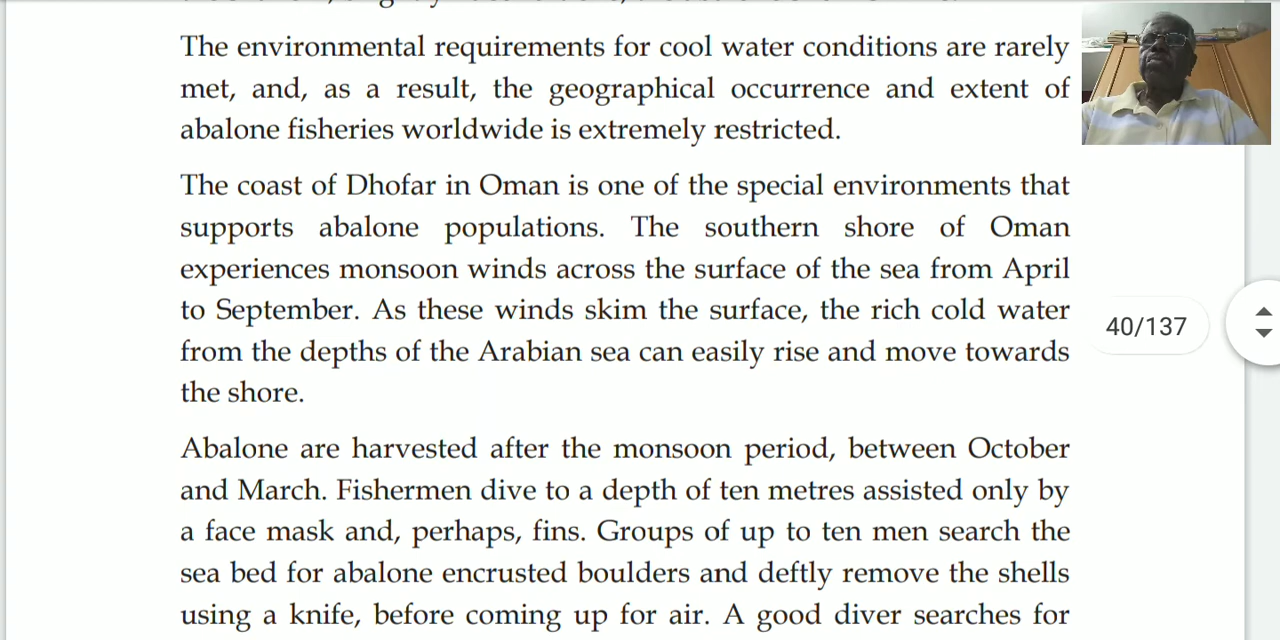 The environmental requirements for cool water conditions are rarely
met, and, as a result, the geographical occurrence and extent of
abalone fisheries worldwide is extremely restricted.
The coast of Dhofar in Oman is one of the special environments that
supports abalone populations. The southern shore of Oman
experiences monsoon winds across the surface of the sea from April
to September. As these winds skim the surface, the rich cold water
from the depths of the Arabian sea can easily rise and move towards
the shore.
40/137
Abalone are harvested after the monsoon period, between October
and March. Fishermen dive to a depth of ten metres assisted only by
a face mask and, perhaps, fins. Groups of up to ten men search the
sea bed for abalone encrusted boulders and deftly remove the shells
using a knife, before coming up for air. A good diver searches for